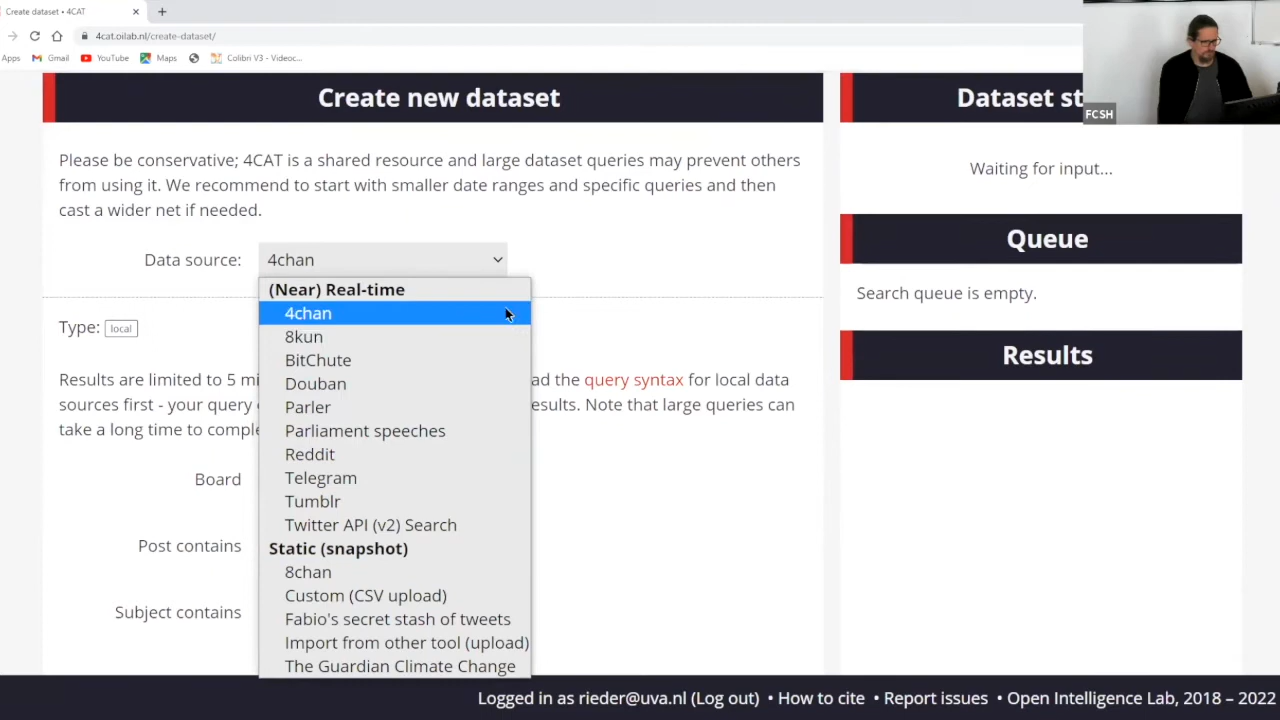 Create dataset • 4CAT
4cat.oilab.nl/create-dataset/
Apps
Gmail
YouTube
Maps
Colibri V3 - Videoc...
Create new dataset
Please be conservative; 4CAT is a shared resource and large dataset queries may prevent others
from using it. We recommend to start with smaller date ranges and specific queries and then
cast a wider net if needed.
Data source:
4chan
(Near) Real-time
4chan
8kun
BitChute
Douban
Parler
Parliament speeches
Reddit
Telegram
Tumblr
Twitter API (v2) Search
Static (snapshot)
8chan
Custom (CSV upload)
Fabio's secret stash of tweets
Import from other tool (upload)
The Guardian Climate Change
Type: local
Results are limited to 5 mi
ad the query syntax for local data
sources first - your query
esults. Note that large queries can
take a long time to comple
Board
Post contains
Subject contains
Dataset st
Waiting for input...
Queue
Search queue is empty.
Results
FCSH
Logged in as rieder@uva.nl (Log out) • How to cite • Report issues • Open Intelligence Lab, 2018 – 2022